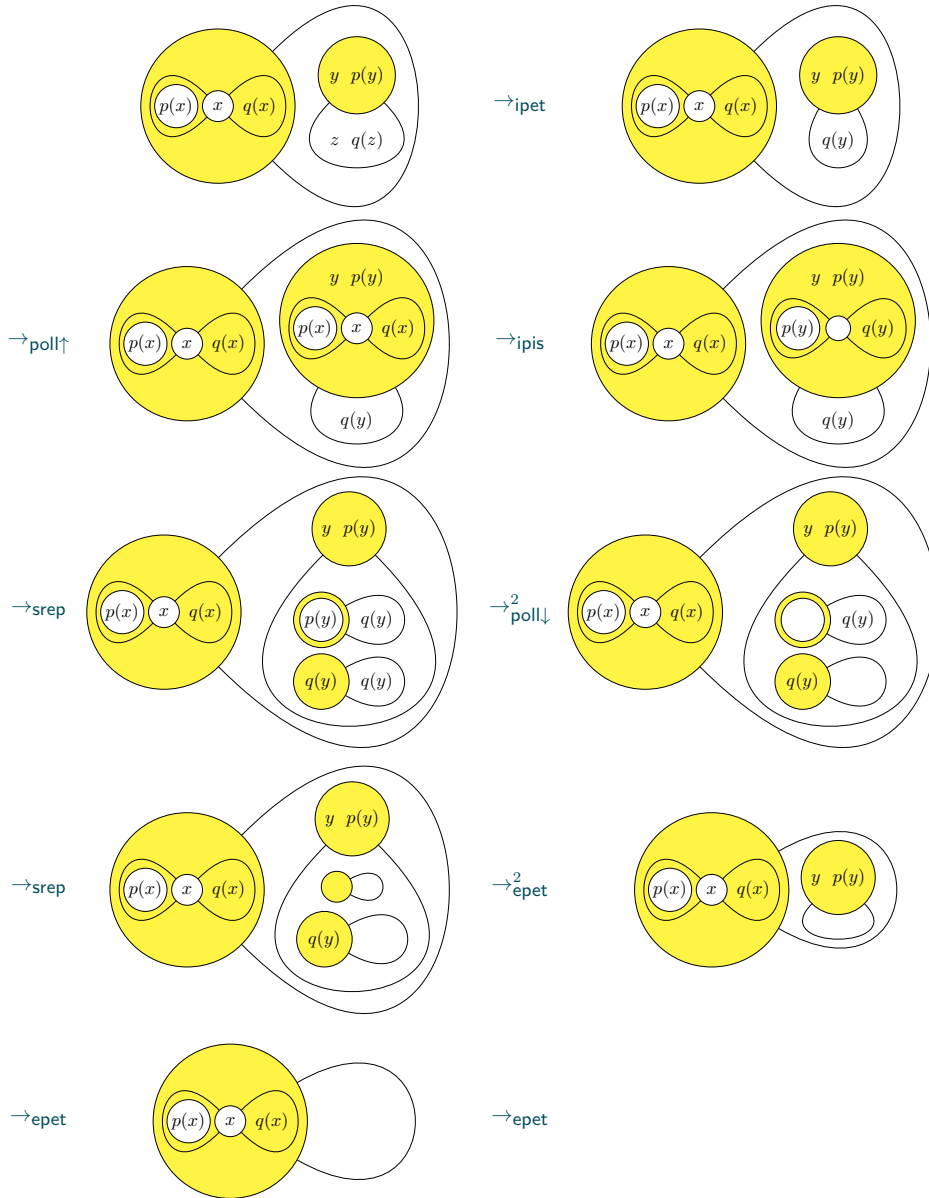 p(x) x q(x) y p(y) z q(z) →ipet p(x) x q(x) y p(y) q(y)
→poll↑ p(x) x q(x) y p(y) p(x) x q(x) q(y) →ipis p(x) x q(x) y p(y) p(y) q(y) q(y)
→srep p(x) x q(x) y p(y) p(y) q(y) q(y) q(y) →²poll↓ p(x) x q(x) y p(y) q(y) q(y)
→srep p(x) x q(x) y p(y) q(y) →²epet p(x) x q(x) y p(y)
→epet p(x) x q(x) →epet